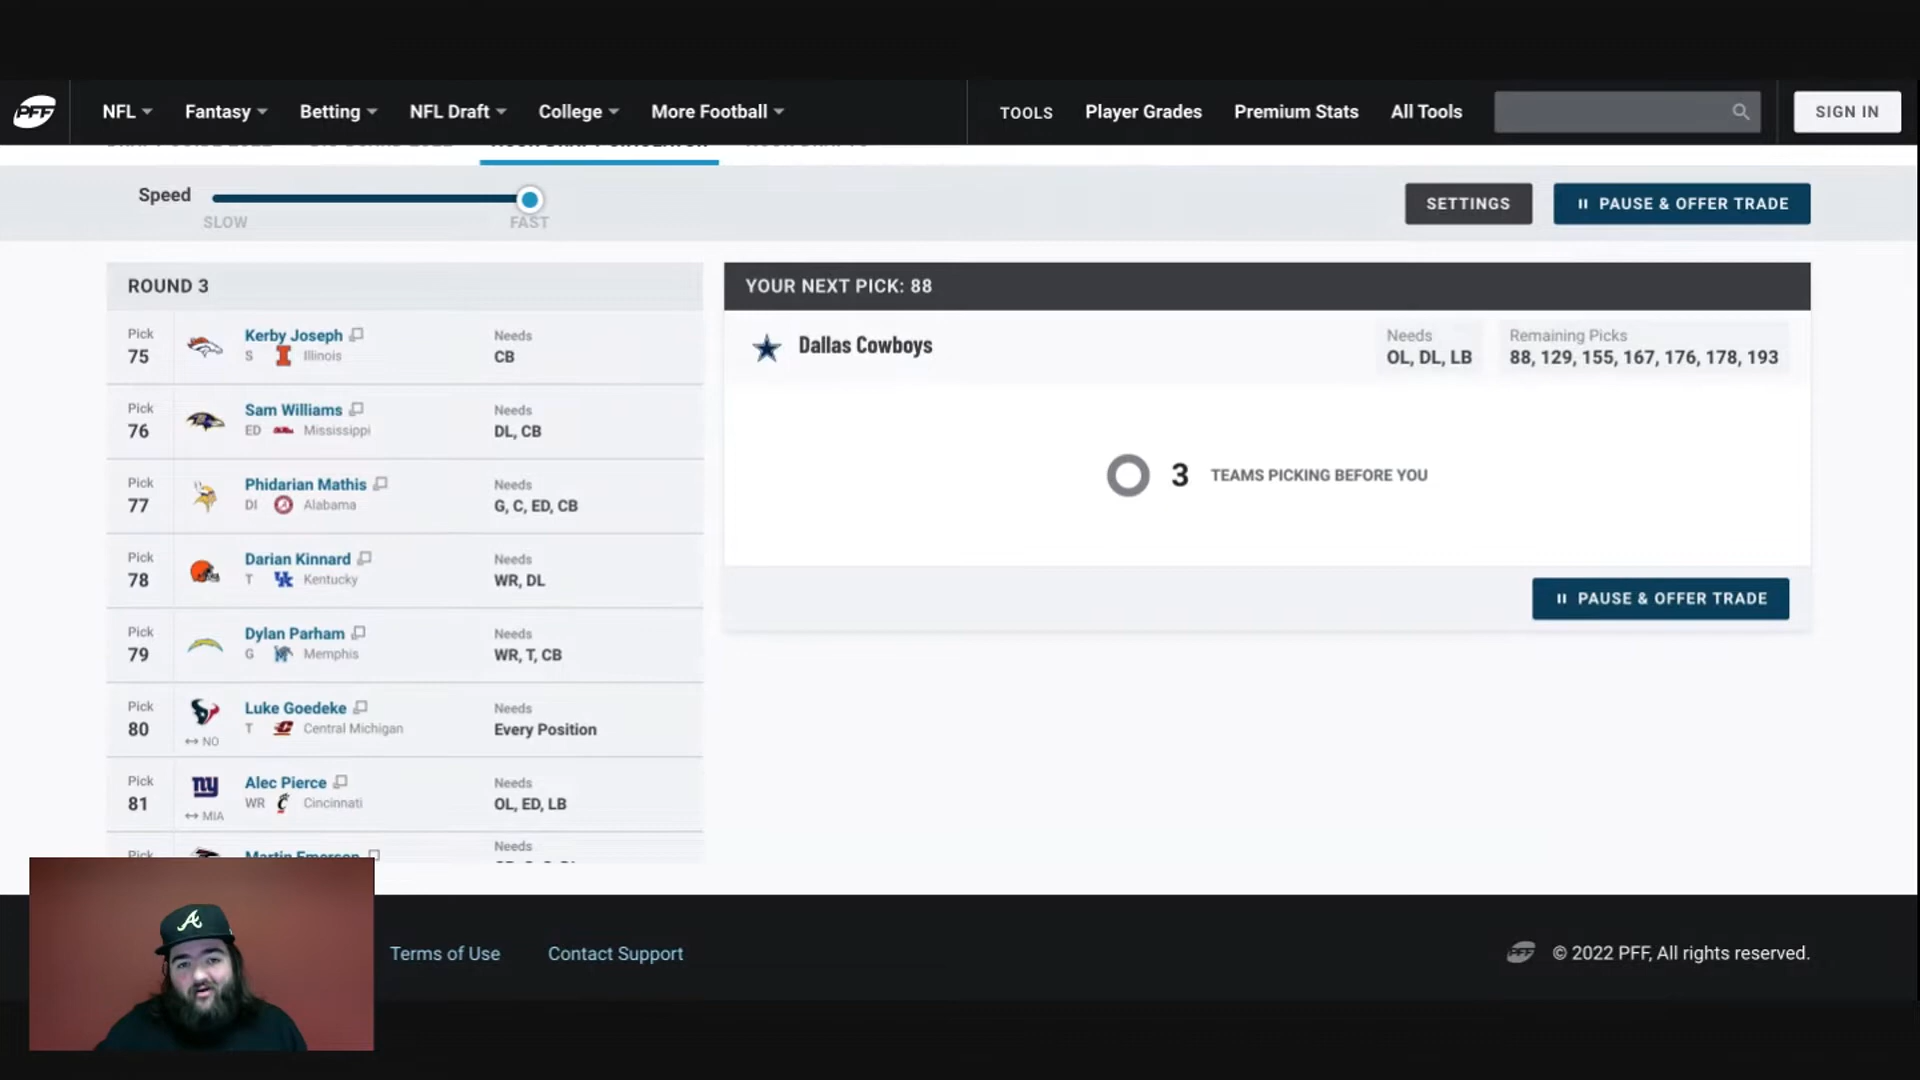 PFF
NFL
Fantasy
Betting
NFL Draft
College
More Football
TOOLS
Player Grades
Premium Stats
All Tools
SIGN IN
Speed
SLOW
FAST
SETTINGS
PAUSE & OFFER TRADE
ROUND 3
Pick
75
Kerby Joseph
S Illinois
Needs
CB
Pick
76
Sam Williams
ED Mississippi
Needs
DL, CB
Pick
77
Phidarian Mathis
DI Alabama
Needs
G, C, ED, CB
Pick
78
Darian Kinnard
T Kentucky
Needs
WR, DL
Pick
79
Dylan Parham
G Memphis
Needs
WR, T, CB
Pick
80
↔ NO
Luke Goedeke
T Central Michigan
Needs
Every Position
Pick
81
ny
↔ MIA
Alec Pierce
WR Cincinnati
Needs
OL, ED, LB
Pick
Martin Emerson
Needs
YOUR NEXT PICK: 88
Dallas Cowboys
Needs
OL, DL, LB
Remaining Picks
88, 129, 155, 167, 176, 178, 193
3 TEAMS PICKING BEFORE YOU
PAUSE & OFFER TRADE
A
Terms of Use
Contact Support
PFF
© 2022 PFF, All rights reserved.